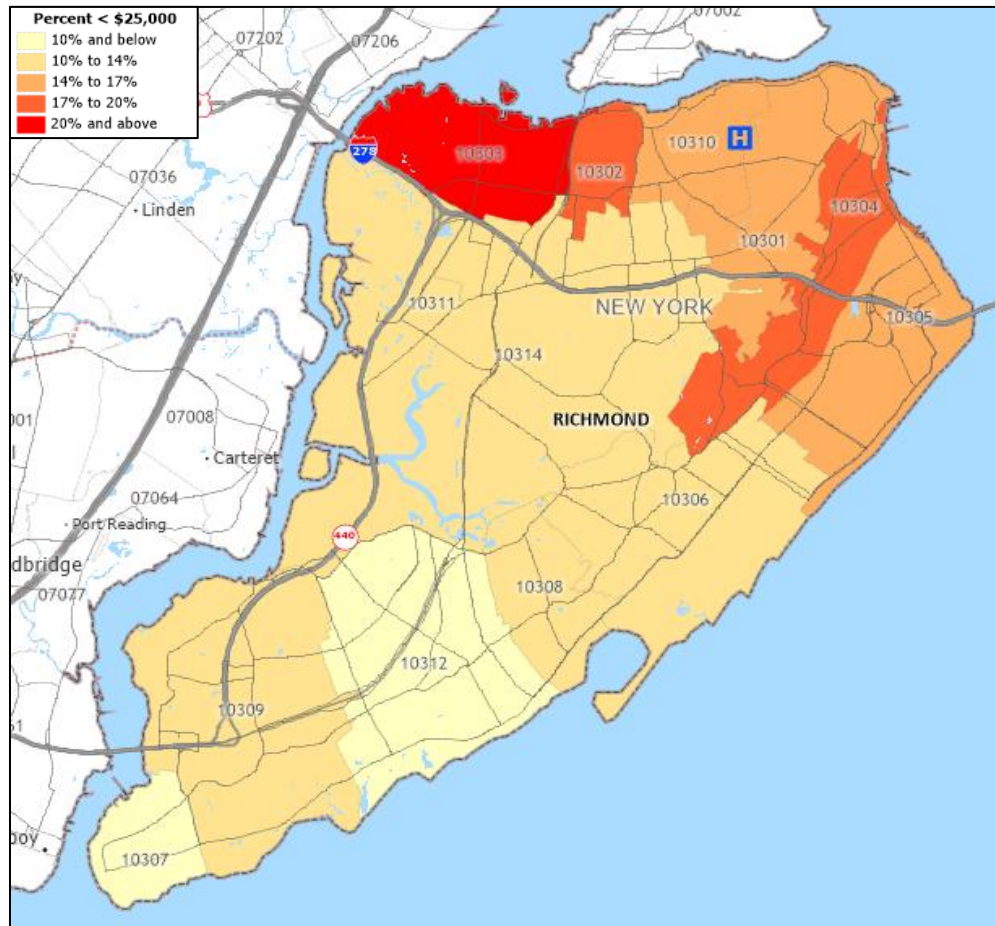 Percent < $25,000
10% and below
10% to 14%
14% to 17%
17% to 20%
20% and above
07202
07206
07002
278
10303
10302
10310
H
07036
Linden
10304
10301
10311
NEW YORK
10305
10314
07008
RICHMOND
Carteret
07064
10306
Port Reading
440
dbridge
07077
10308
10312
10309
10307